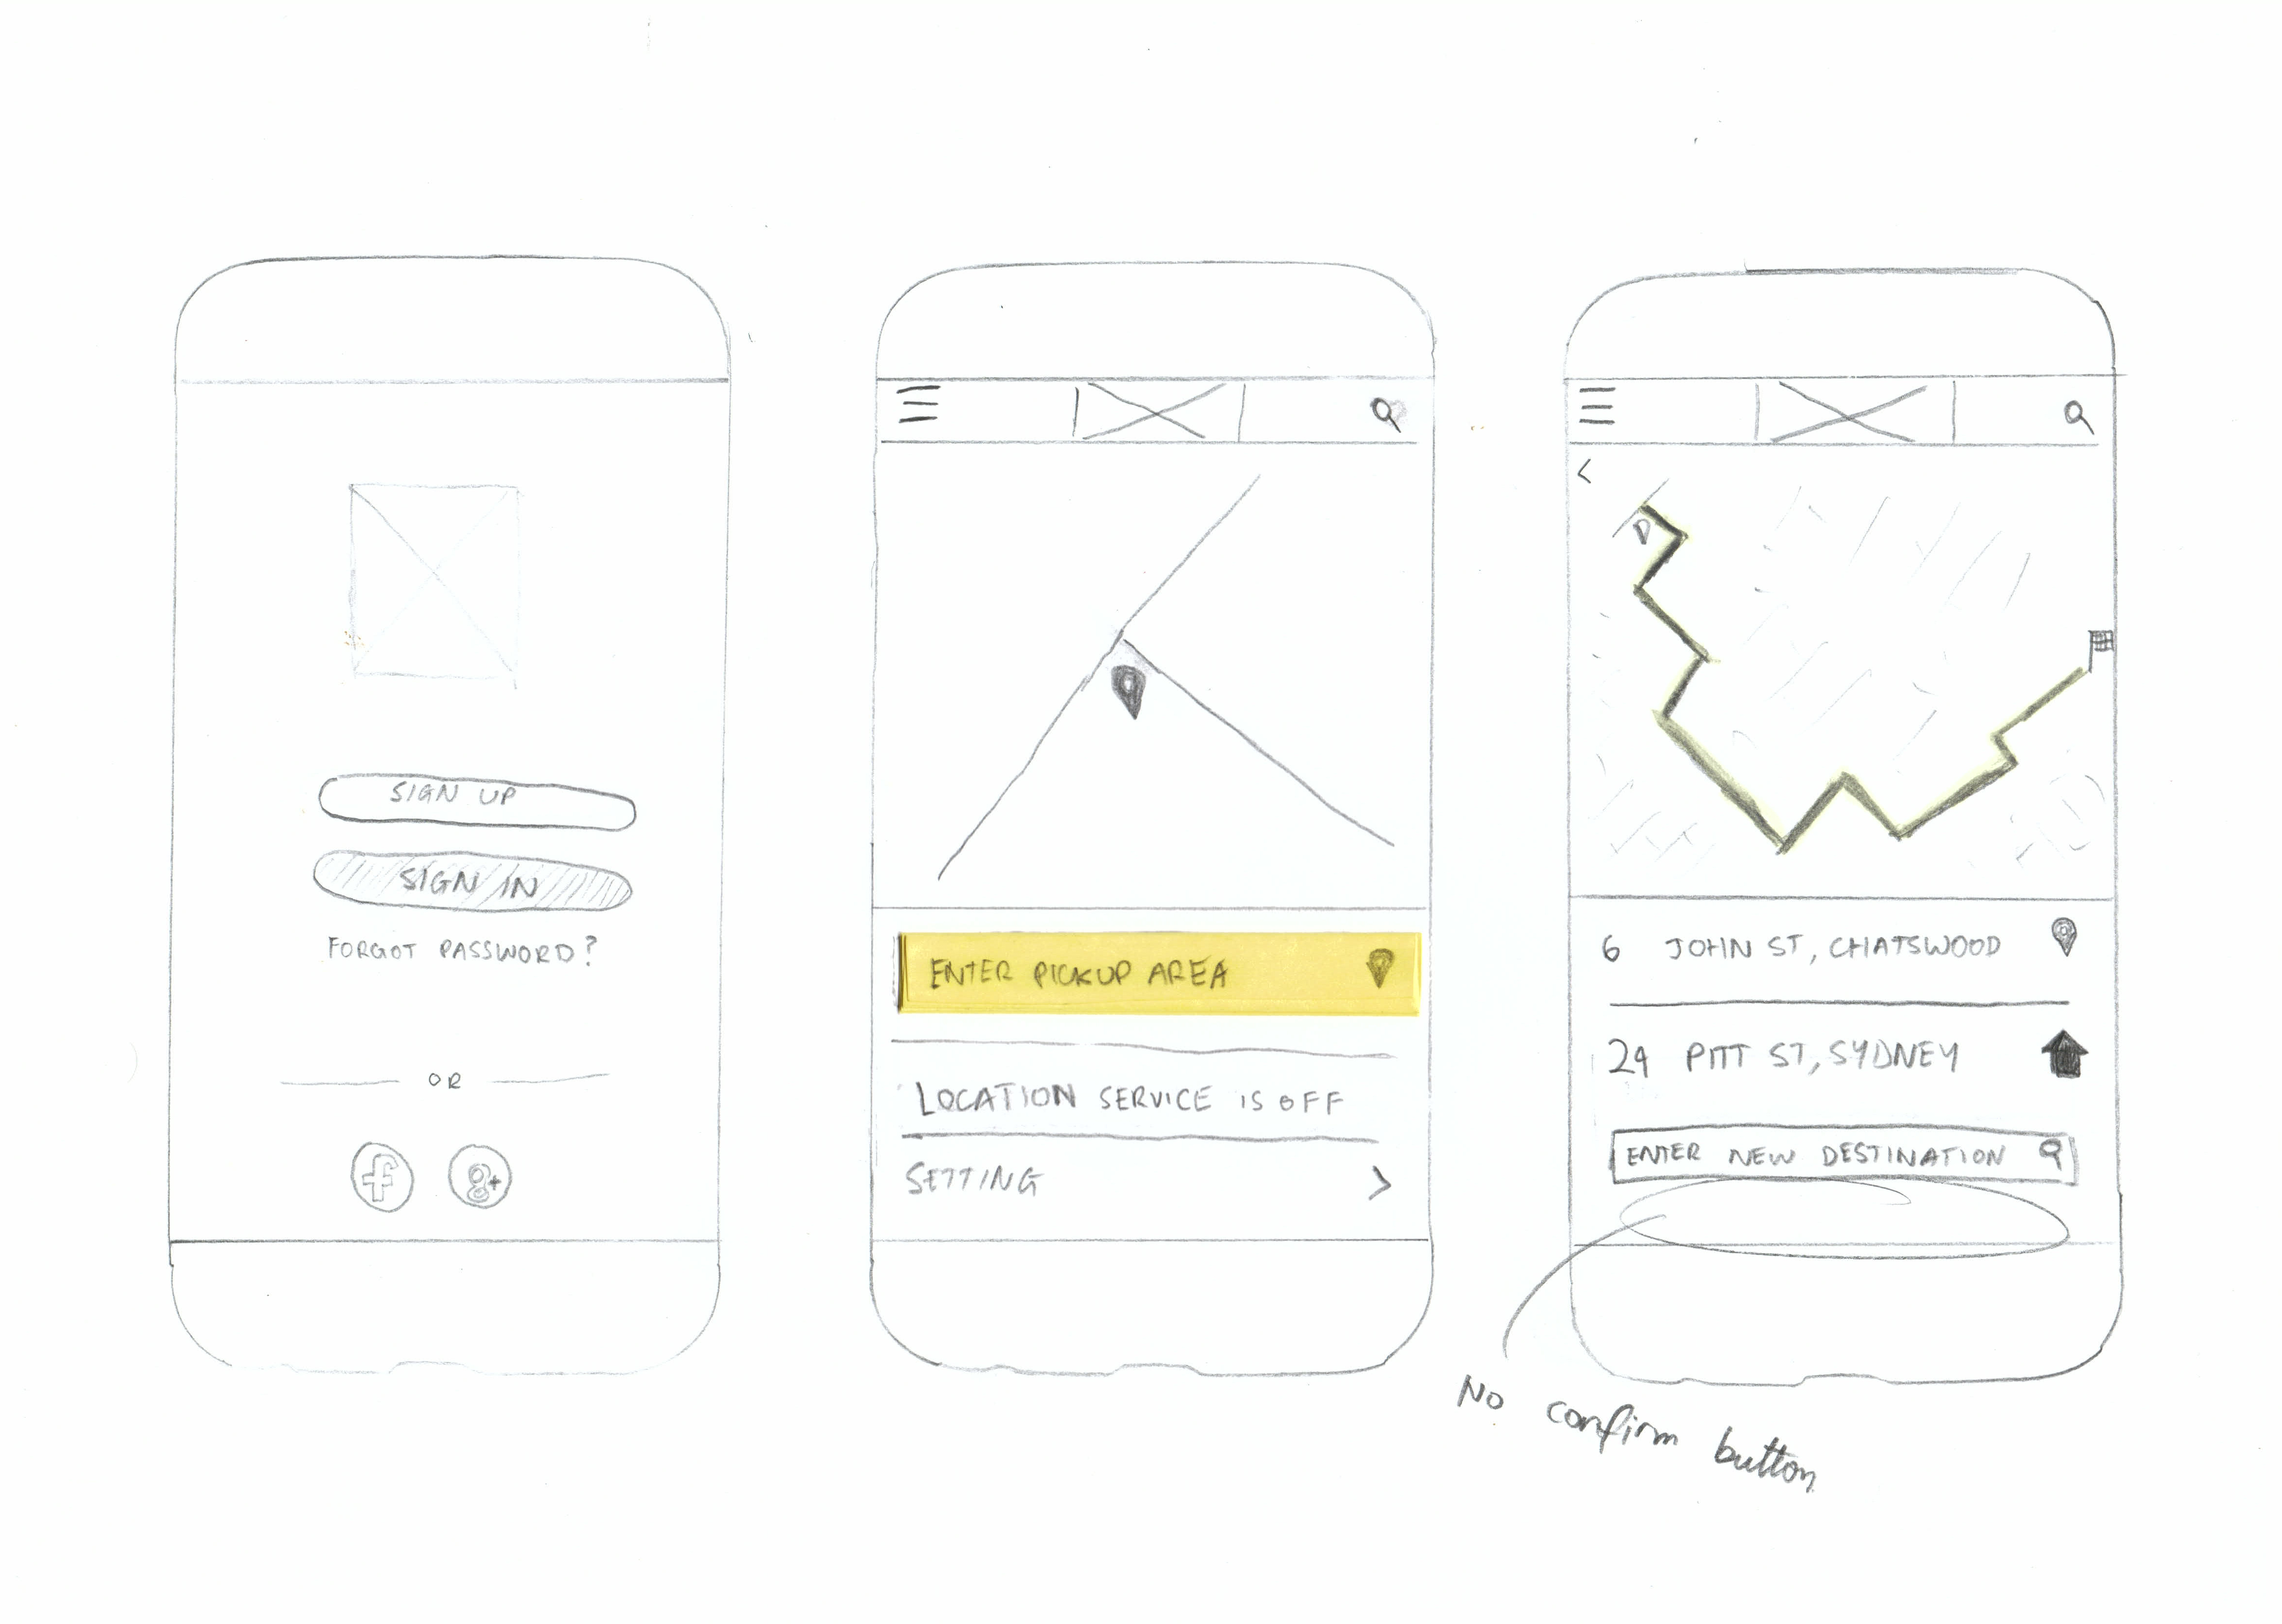 SIGN UP
SIGN IN
FORGOT PASSWORD?
OR
f g+
ENTER PICKUP AREA
LOCATION SERVICE IS OFF
SETTING >
<
6 JOHN ST, CHATSWOOD
24 PITT ST, SYDNEY
ENTER NEW DESTINATION
No confirm button